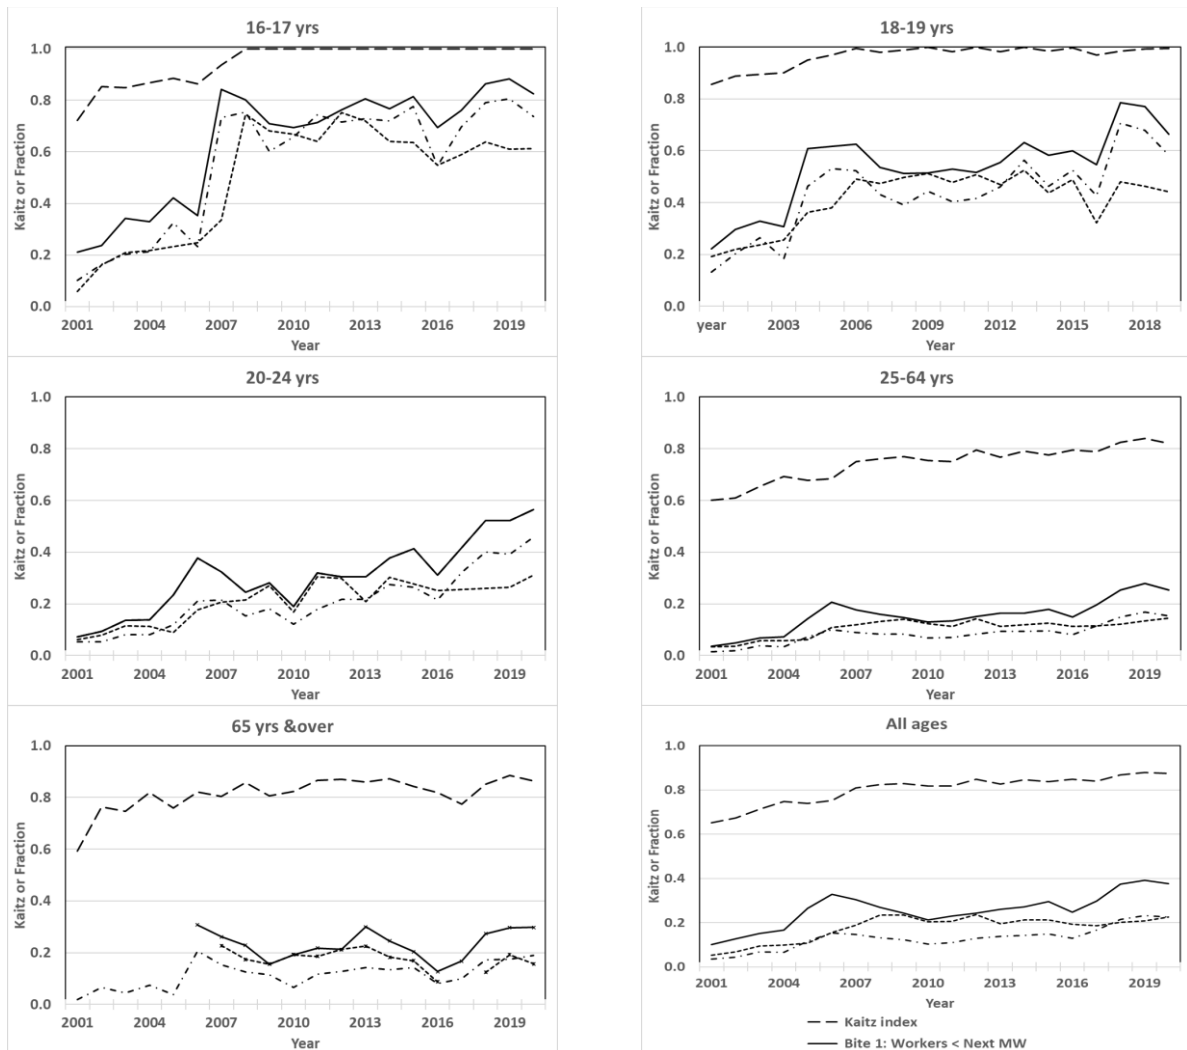 16-17 yrs
1.0
0.8
0.6
0.4
0.2
0.0
Kaitz or Fraction
2001 2004 2007 2010 2013 2016 2019
Year
18-19 yrs
1.0
0.8
0.6
0.4
0.2
0.0
Kaitz or Fraction
year 2003 2006 2009 2012 2015 2018
Year
20-24 yrs
1.0
0.8
0.6
0.4
0.2
0.0
Kaitz or Fraction
2001 2004 2007 2010 2013 2016 2019
Year
25-64 yrs
1.0
0.8
0.6
0.4
0.2
0.0
Kaitz or Fraction
2001 2004 2007 2010 2013 2016 2019
Year
65 yrs &over
1.0
0.8
0.6
0.4
0.2
0.0
Kaitz or Fraction
2001 2004 2007 2010 2013 2016 2019
Year
All ages
1.0
0.8
0.6
0.4
0.2
0.0
Kaitz or Fraction
2001 2004 2007 2010 2013 2016 2019
Year
Kaitz index
Bite 1: Workers < Next MW